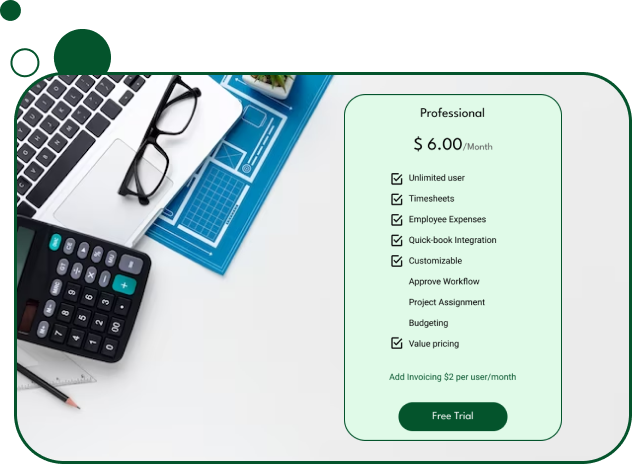 Professional
$ 6.00/Month
Unlimited user
Timesheets
Employee Expenses
Quick-book Integration
Customizable
Approve Workflow
Project Assignment
Budgeting
Value pricing
Add Invoicing $2 per user/month
Free Trial